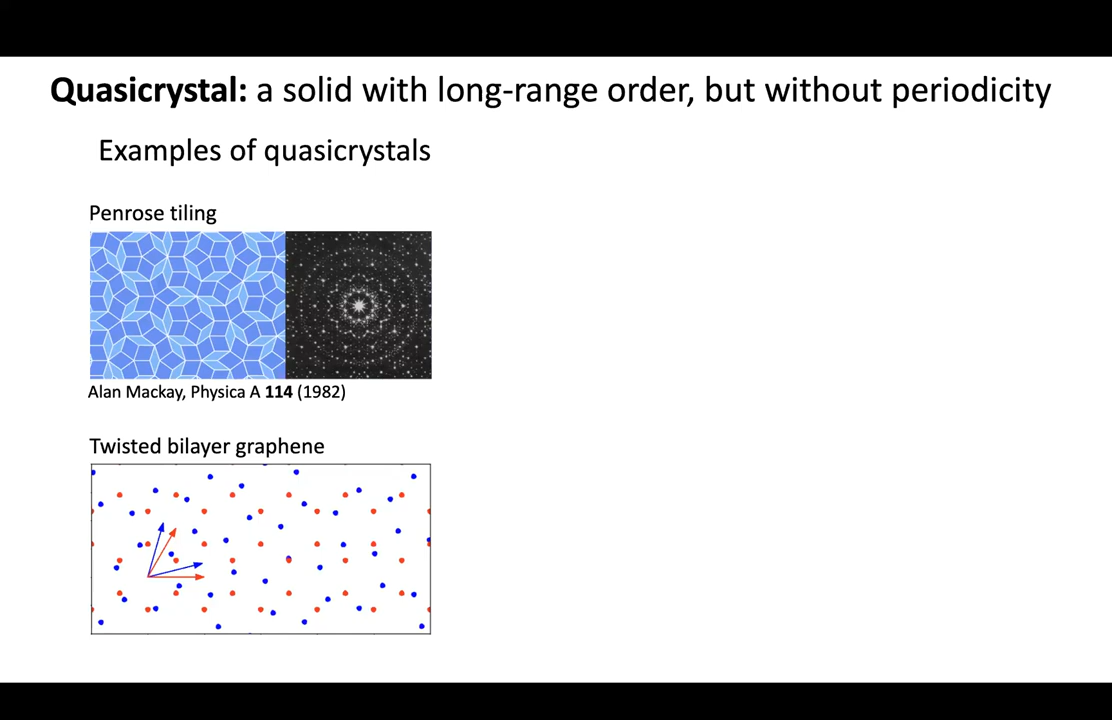 Quasicrystal: a solid with long-range order, but without periodicity
Examples of quasicrystals
Penrose tiling
Alan Mackay, Physica A 114 (1982)
Twisted bilayer graphene